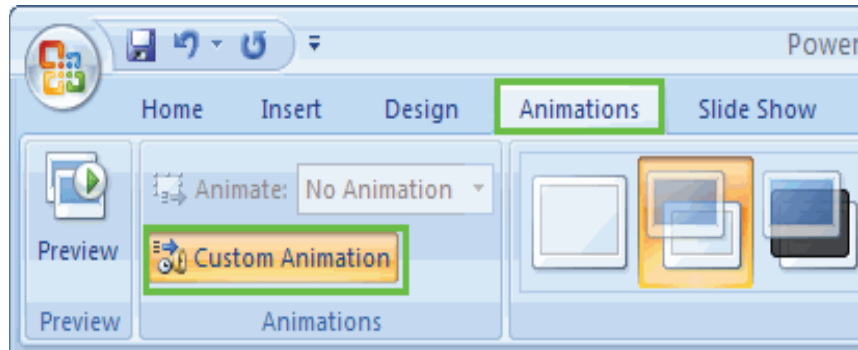 Power
Home Insert Design Animations Slide Show
Animate: No Animation
Preview Custom Animation
Preview Animations